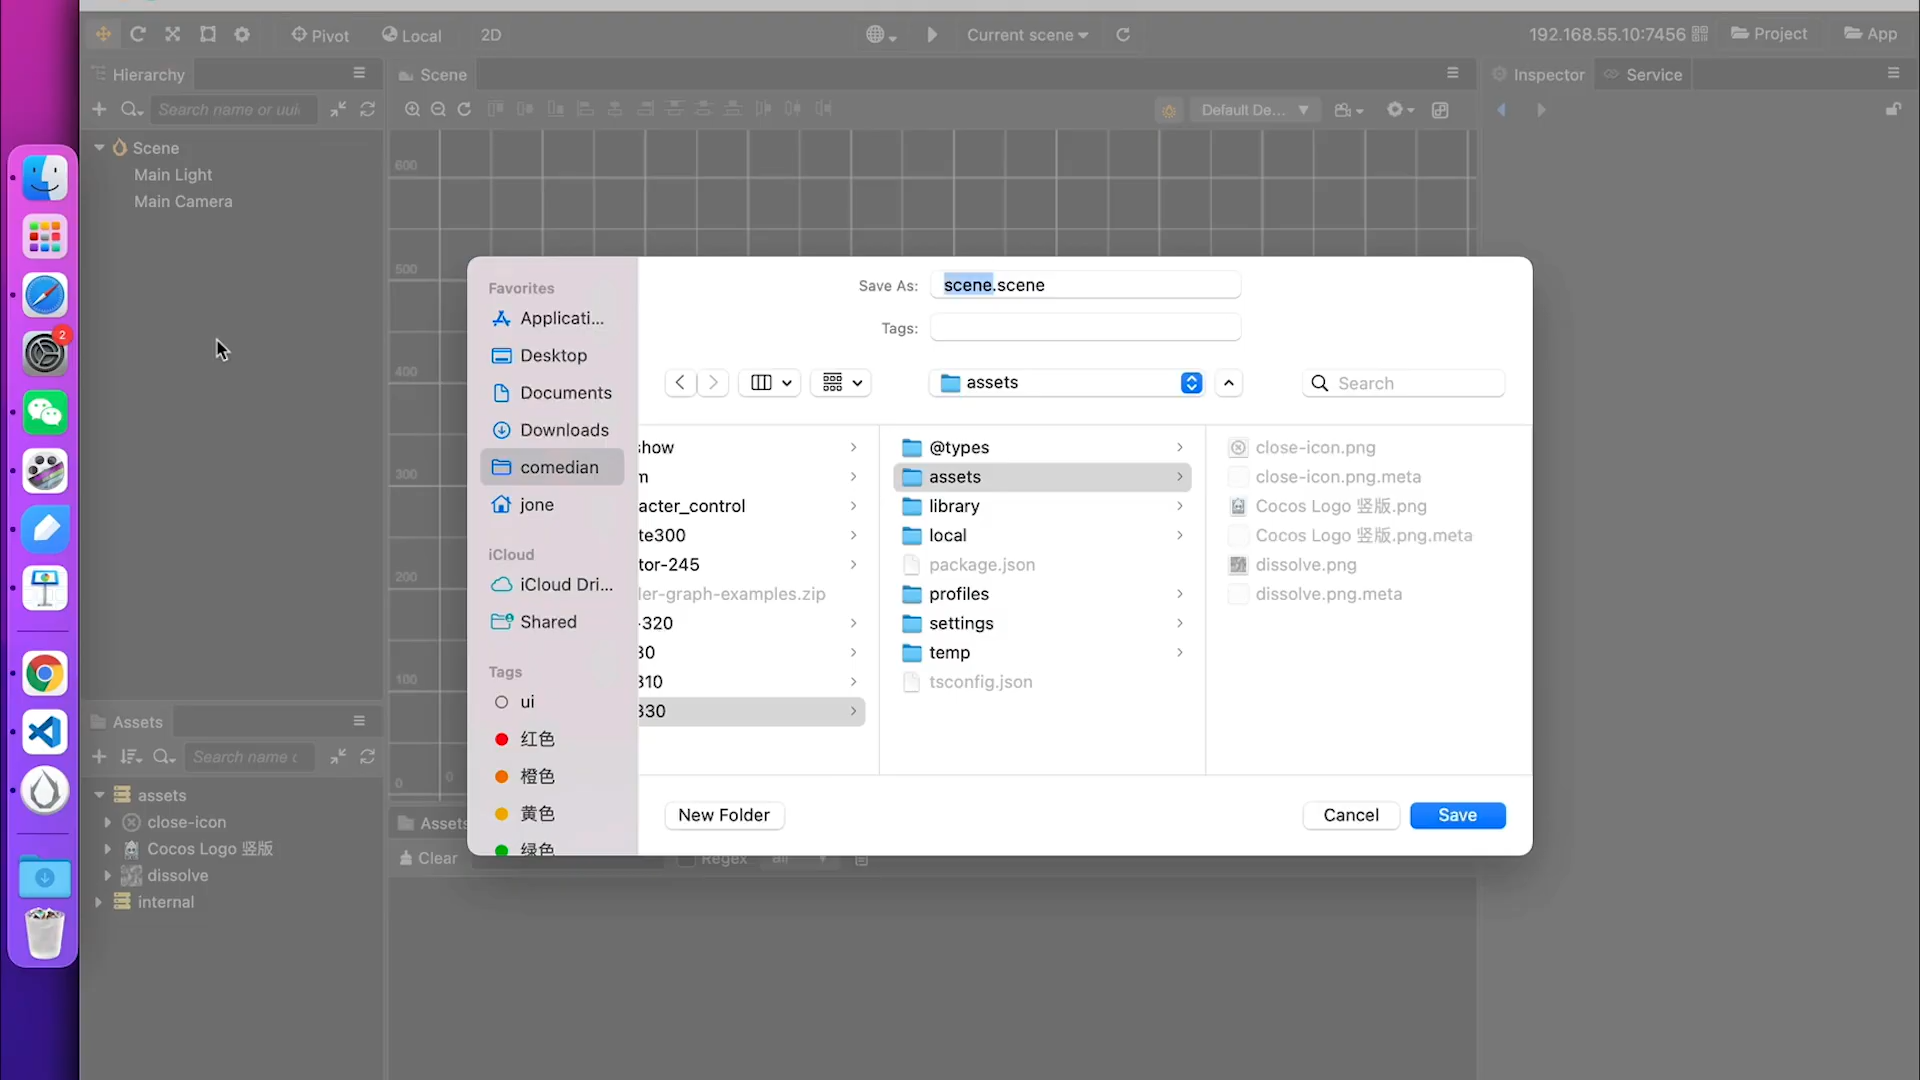 Pivot
Local
2D
Current scene
192.168.55.10:7456
Project
App
Hierarchy
Scene
Inspector
Service
Search name or uui
Default De...
Scene
Main Light
Main Camera
600
500
400
300
200
100
0
0
2
Favorites
Applicati...
Desktop
Documents
Downloads
comedian
jone
iCloud
iCloud Dri...
Shared
Tags
ui
红色
橙色
黄色
绿色
Save As:
scene.scene
Tags:
assets
Search
show
m
acter_control
te300
tor-245
ler-graph-examples.zip
-320
30
310
330
@types
assets
library
local
package.json
profiles
settings
temp
tsconfig.json
close-icon.png
close-icon.png.meta
Cocos Logo 竖版.png
Cocos Logo 竖版.png.meta
dissolve.png
dissolve.png.meta
New Folder
Cancel
Save
Assets
Search name c
assets
close-icon
Cocos Logo 竖版
dissolve
internal
Assets
Clear
Regex
all